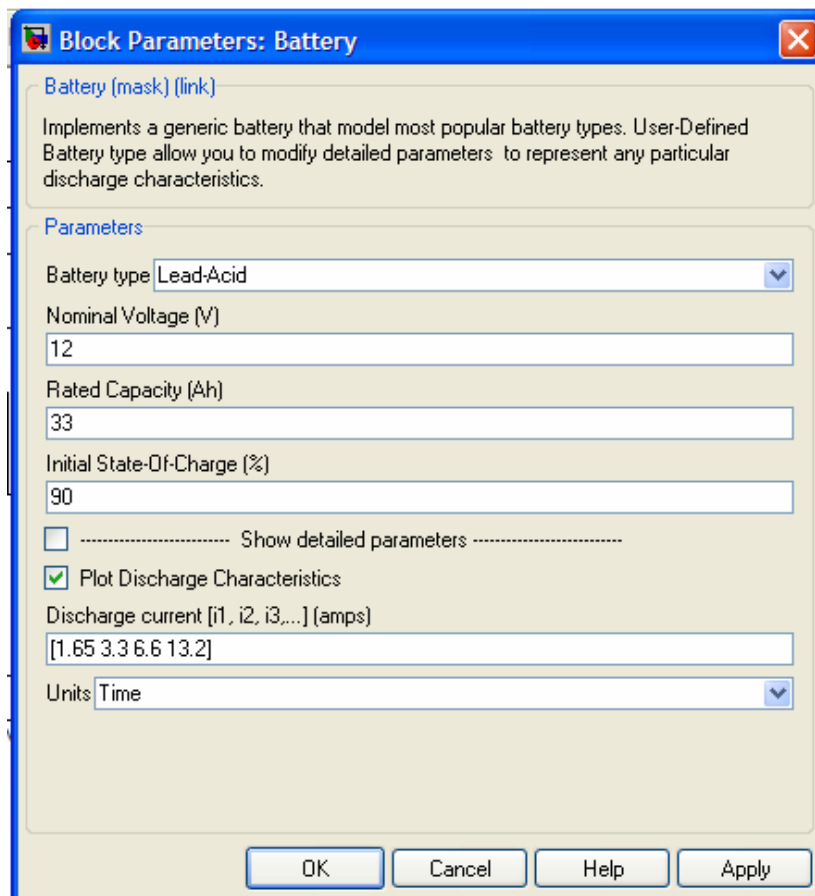 Block Parameters: Battery
Battery (mask) (link)
Implements a generic battery that model most popular battery types. User-Defined
Battery type allow you to modify detailed parameters to represent any particular
discharge characteristics.
Parameters
Battery type Lead-Acid
Nominal Voltage (V)
12
Rated Capacity (Ah)
33
Initial State-Of-Charge (%)
90
--------------------------- Show detailed parameters ---------------------------
Plot Discharge Characteristics
Discharge current [i1, i2, i3,...] (amps)
[1.65 3.3 6.6 13.2]
Units Time
OK Cancel Help Apply